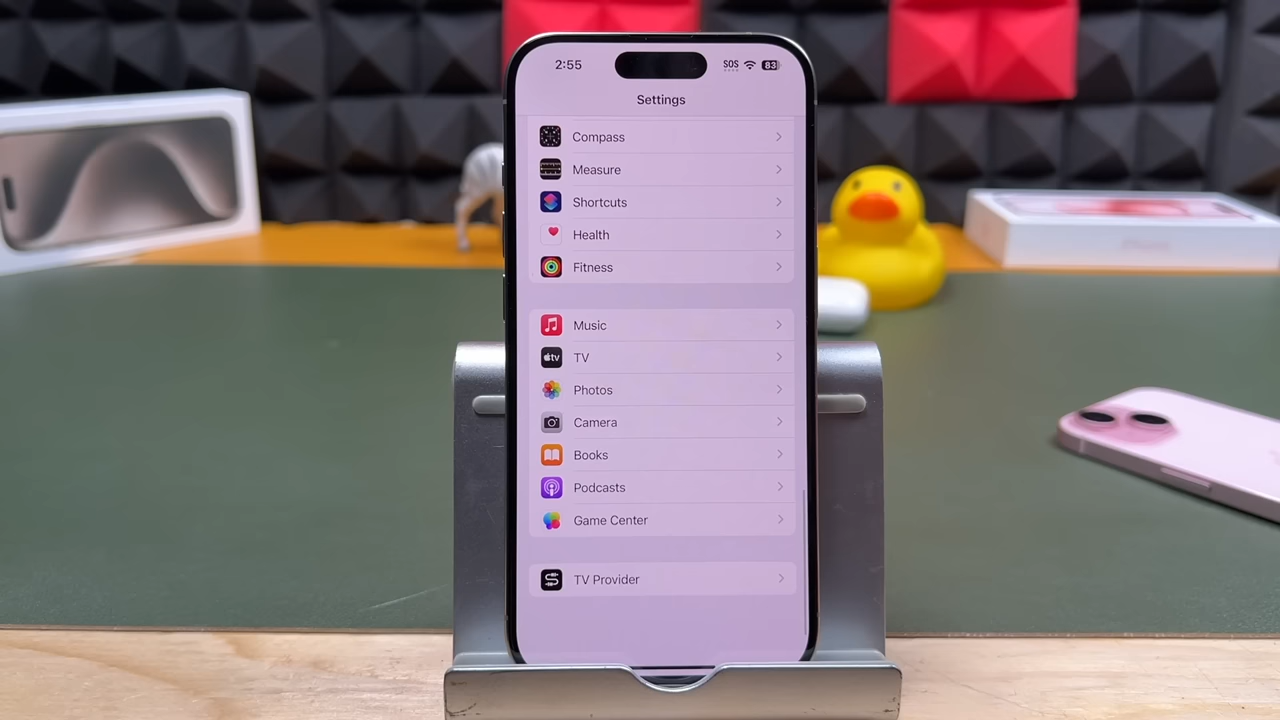 2:55
SOS
83
Settings
Compass
Measure
Shortcuts
Health
Fitness
Music
tv
TV
Photos
Camera
Books
Podcasts
Game Center
TV Provider